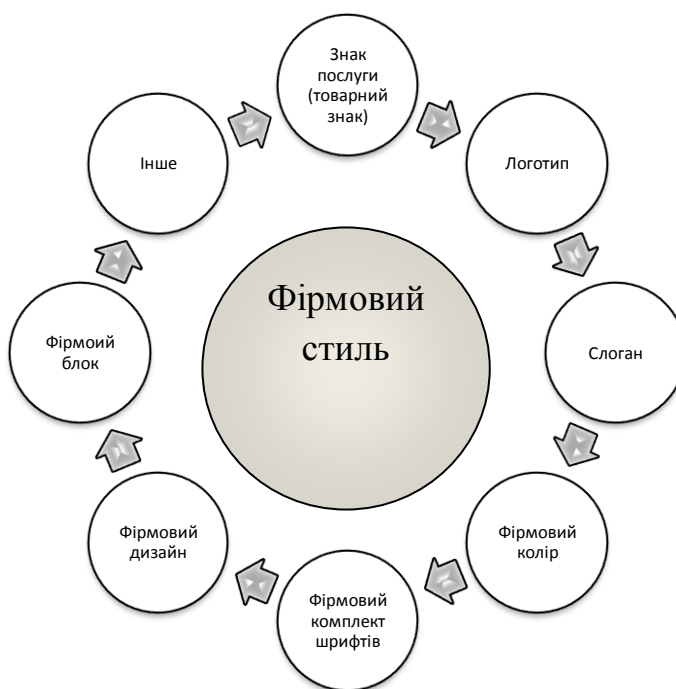 Знак
послуги
(товарний
знак)
Логотип
Слоган
Фірмовий
колір
Фірмовий
комплект
шрифтів
Фірмовий
дизайн
Фірмоий
блок
Інше
Фірмовий
стиль